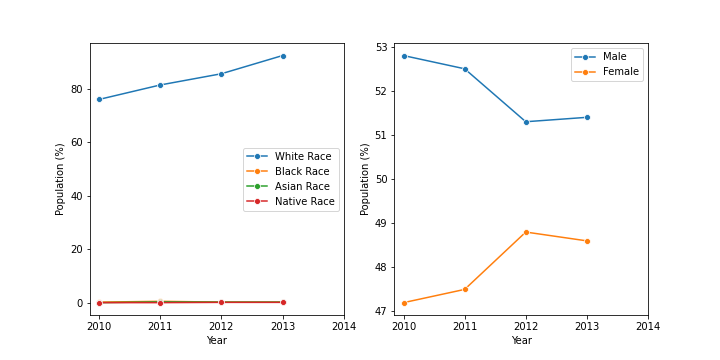 80
60
40
20
0
Population (%)
2010 2011 2012 2013 2014
Year
White Race
Black Race
Asian Race
Native Race
53
52
51
50
49
48
47
Population (%)
2010 2011 2012 2013 2014
Year
Male
Female